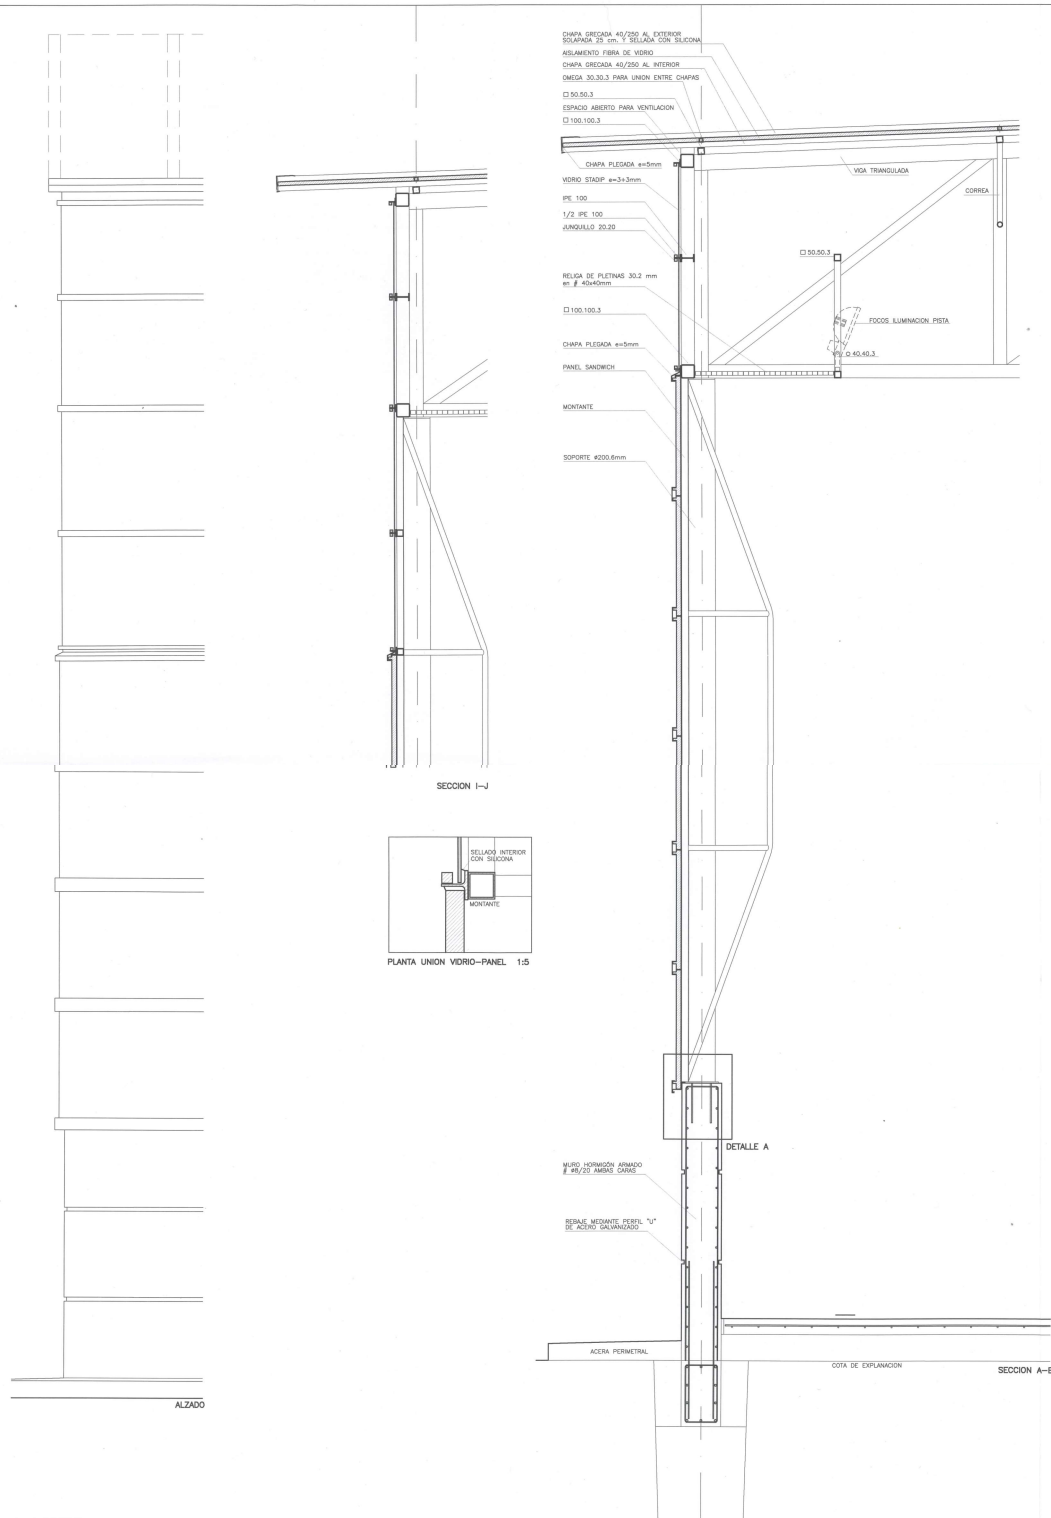 CHAPA GRECADA 40/250 AL EXTERIOR
SOLAPADA 25 cm. Y SELLADA CON SILICONA
AISLAMIENTO FIBRA DE VIDRIO
CHAPA GRECADA 40/250 AL INTERIOR
OMEGA 30.30.3 PARA UNION ENTRE CHAPAS
□ 50.50.3
ESPACIO ABIERTO PARA VENTILACION
□ 100.100.3
CHAPA PLEGADA e=5mm
VIDRIO STADIP e=3+3mm
IPE 100
1/2 IPE 100
JUNQUILLO 20.20
RELIGA DE PLETINAS 30.2 mm
en # 40x40mm
□ 100.100.3
CHAPA PLEGADA e=5mm
PANEL SANDWICH
MONTANTE
SOPORTE ø200.6mm
VIGA TRIANGULADA
CORREA
□ 50.50.3
FOCOS ILUMINACION PISTA
□ 40.40.3
SECCION I-J
SELLADO INTERIOR
CON SILICONA
MONTANTE
PLANTA UNION VIDRIO-PANEL 1:5
DETALLE A
MURO HORMIGÓN ARMADO
# ø8/20 AMBAS CARAS
REBAJE MEDIANTE PERFIL "U"
DE ACERO GALVANIZADO
ACERA PERIMETRAL
COTA DE EXPLANACION
SECCION A-B
ALZADO